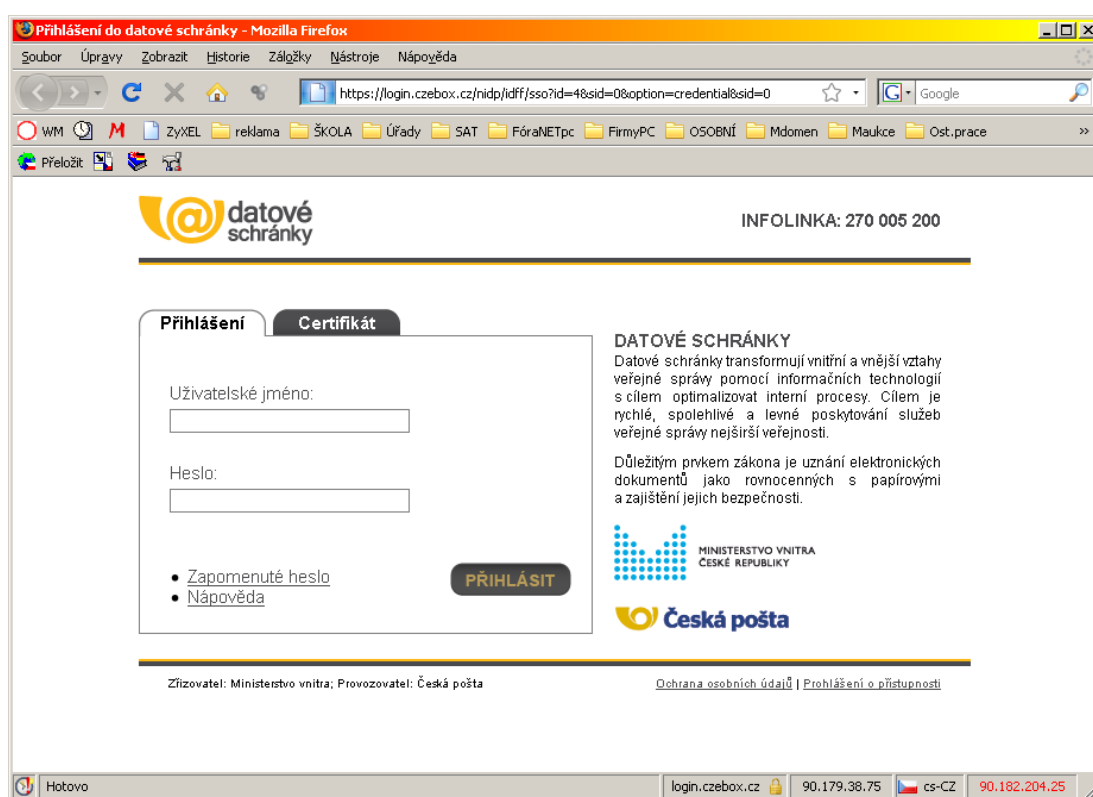 Přihlášení do datové schránky - Mozilla Firefox
Soubor Úpravy Zobrazit Historie Záložky Nástroje Nápověda
https://login.czebox.cz/nidp/idff/sso?id=4&sid=0&option=credential&sid=0
G Google
WM M ZyXEL reklama ŠKOLA Úřady SAT FóraNETpc FirmyPC OSOBNÍ Mdomen Maukce Ost.prace »
Přeložit
@ datové
schránky
INFOLINKA: 270 005 200
Přihlášení Certifikát
Uživatelské jméno:
Heslo:
Zapomenuté heslo
Nápověda
PŘIHLÁSIT
DATOVÉ SCHRÁNKY
Datové schránky transformují vnitřní a vnější vztahy
veřejné správy pomocí informačních technologií
s cílem optimalizovat interní procesy. Cílem je
rychlé, spolehlivé a levné poskytování služeb
veřejné správy nejširší veřejnosti.
Důležitým prvkem zákona je uznání elektronických
dokumentů jako rovnocenných s papírovými
a zajištění jejich bezpečnosti.
MINISTERSTVO VNITRA
ČESKÉ REPUBLIKY
Česká pošta
Zřizovatel: Ministerstvo vnitra; Provozovatel: Česká pošta
Ochrana osobních údajů | Prohlášení o přístupnosti
Hotovo
login.czebox.cz 90.179.38.75 cs-CZ 90.182.204.25